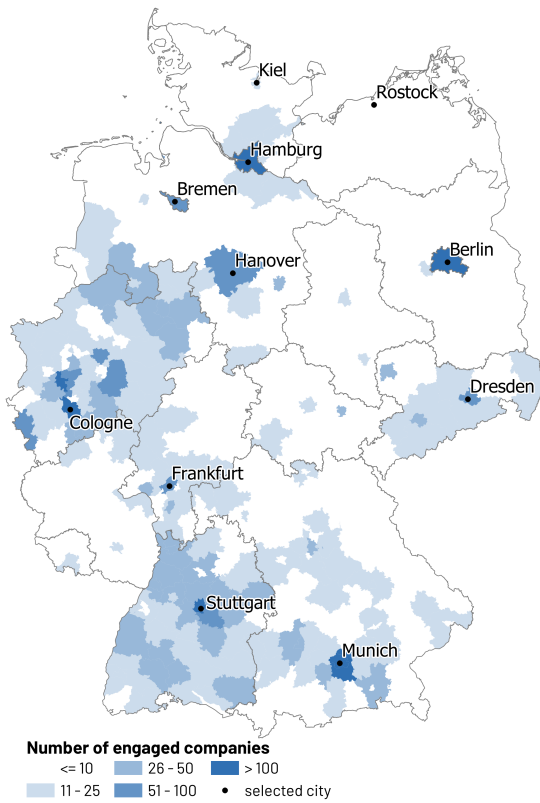 Kiel
Rostock
Hamburg
Bremen
Hanover
Berlin
Dresden
Cologne
Frankfurt
Stuttgart
Munich
Number of engaged companies
<= 10 26 - 50 > 100
11 - 25 51 - 100 selected city